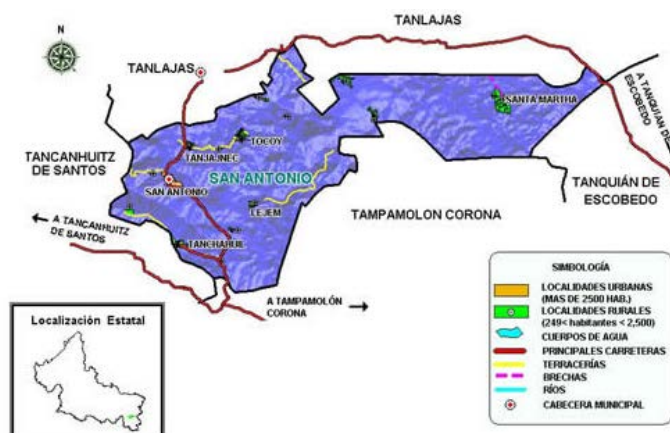 TANLAJAS
N
TANLAJAS
A TANQUIAN DE
ESCOBEDO
SANTA MARTHA
TOCOY
TANJAJNEC
TANCANHUITZ
DE SANTOS
SAN ANTONIO
SAN ANTONIO
TANQUIÁN DE
ESCOBEDO
LEJEM
TAMPAMOLON CORONA
A TANCANHUITZ
DE SANTOS
TANCHAHUIL
A TAMPAMOLÓN
CORONA
Localización Estatal
SIMBOLOGÍA
LOCALIDADES URBANAS
(MAS DE 2500 HAB.)
LOCALIDADES RURALES
(249< habitantes < 2,500)
CUERPOS DE AGUA
PRINCIPALES CARRETERAS
TERRACERÍAS
BRECHAS
RÍOS
CABECERA MUNICIPAL